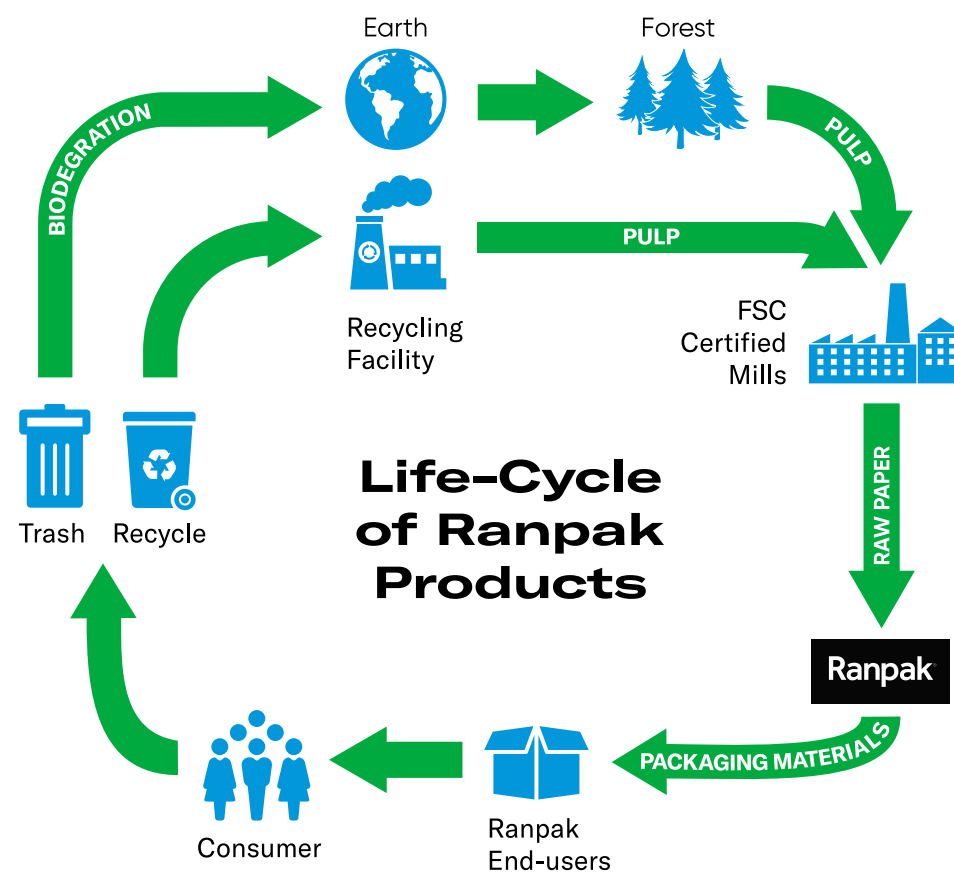 Earth
Forest
BIODEGRATION
PULP
PULP
Recycling
Facility
FSC
Certified
Mills
Trash
Recycle
Life-Cycle
of Ranpak
Products
RAW PAPER
Ranpak
PACKAGING MATERIALS
Consumer
Ranpak
End-users